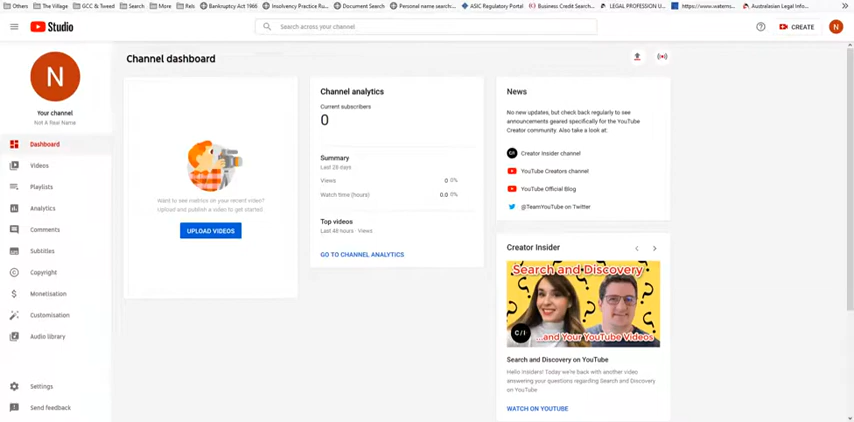 Others The Village GCC & Tweed Search More Rels Bankruptcy Act 1966 Insolvency Practice Ru... Document Search Personal name search:... ASIC Regulatory Portal Business Credit Search... LEGAL PROFESSION U... https://www.waterns... Australasian Legal Info...
Studio
Search across your channel
CREATE
N
N
Your channel
Not A Real Name
Dashboard
Videos
Playlists
Analytics
Comments
Subtitles
Copyright
Monetisation
Customisation
Audio library
Settings
Send feedback
Channel dashboard
Want to see metrics on your recent video?
Upload and publish a video to get started.
UPLOAD VIDEOS
Channel analytics
Current subscribers
0
Summary
Last 28 days
Views 0 0%
Watch time (hours) 0.0 0%
Top videos
Last 48 hours · Views
GO TO CHANNEL ANALYTICS
News
No new updates, but check back regularly to see
announcements geared specifically for the YouTube
Creator community. Also take a look at:
C/I Creator Insider channel
YouTube Creators channel
YouTube Official Blog
@TeamYouTube on Twitter
Creator Insider
Search and Discovery
C/I
...and Your YouTube Videos
Search and Discovery on YouTube
Hello Insiders! Today we're back with another video
answering your questions regarding Search and Discovery
on YouTube
WATCH ON YOUTUBE